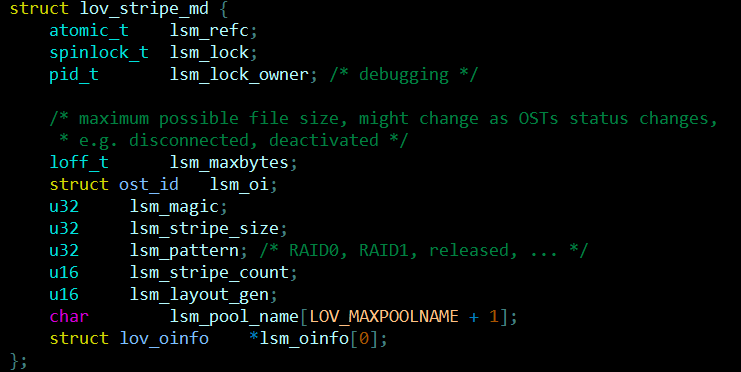 struct lov_stripe_md {
    atomic_t    lsm_refc;
    spinlock_t  lsm_lock;
    pid_t       lsm_lock_owner; /* debugging */

    /* maximum possible file size, might change as OSTs status changes,
     * e.g. disconnected, deactivated */
    loff_t      lsm_maxbytes;
    struct ost_id   lsm_oi;
    u32     lsm_magic;
    u32     lsm_stripe_size;
    u32     lsm_pattern; /* RAID0, RAID1, released, ... */
    u16     lsm_stripe_count;
    u16     lsm_layout_gen;
    char        lsm_pool_name[LOV_MAXPOOLNAME + 1];
    struct lov_oinfo    *lsm_oinfo[0];
};